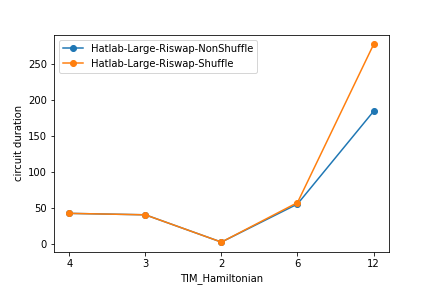 Hatlab-Large-Riswap-NonShuffle
Hatlab-Large-Riswap-Shuffle
circuit duration
250
200
150
100
50
0
4 3 2 6 12
TIM_Hamiltonian